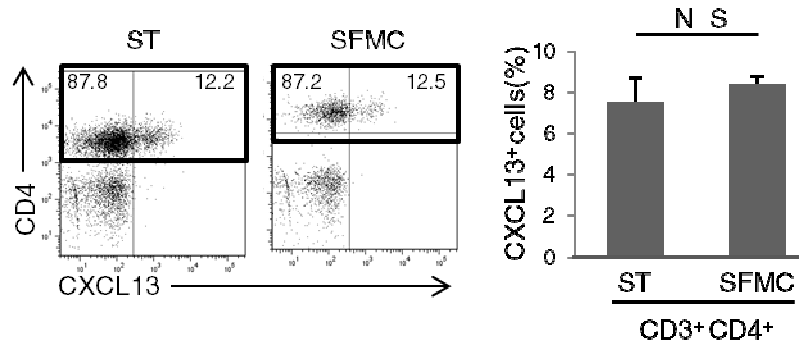 ST SFMC
87.8 12.2 87.2 12.5
CD4
CXCL13
N S
CXCL13+cells(%)
10
8
6
4
2
0
ST SFMC
CD3+CD4+